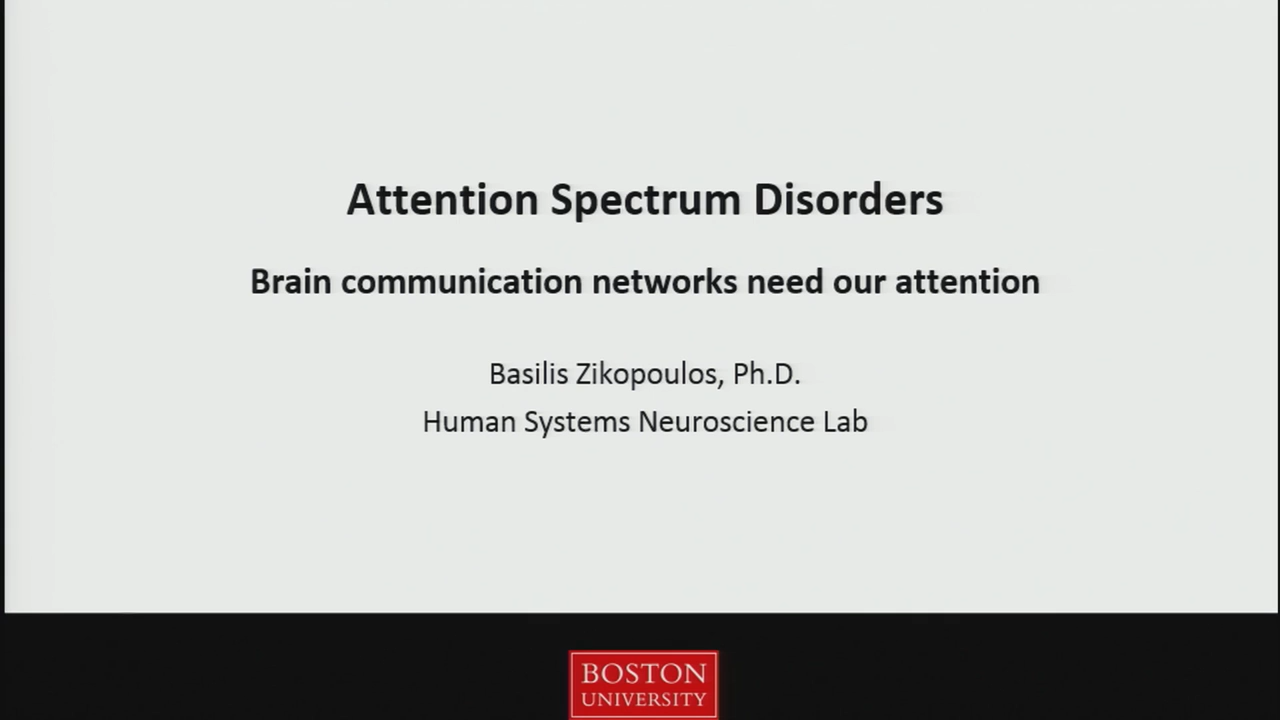 Attention Spectrum Disorders
Brain communication networks need our attention
Basilis Zikopoulos, Ph.D.
Human Systems Neuroscience Lab
BOSTON
UNIVERSITY